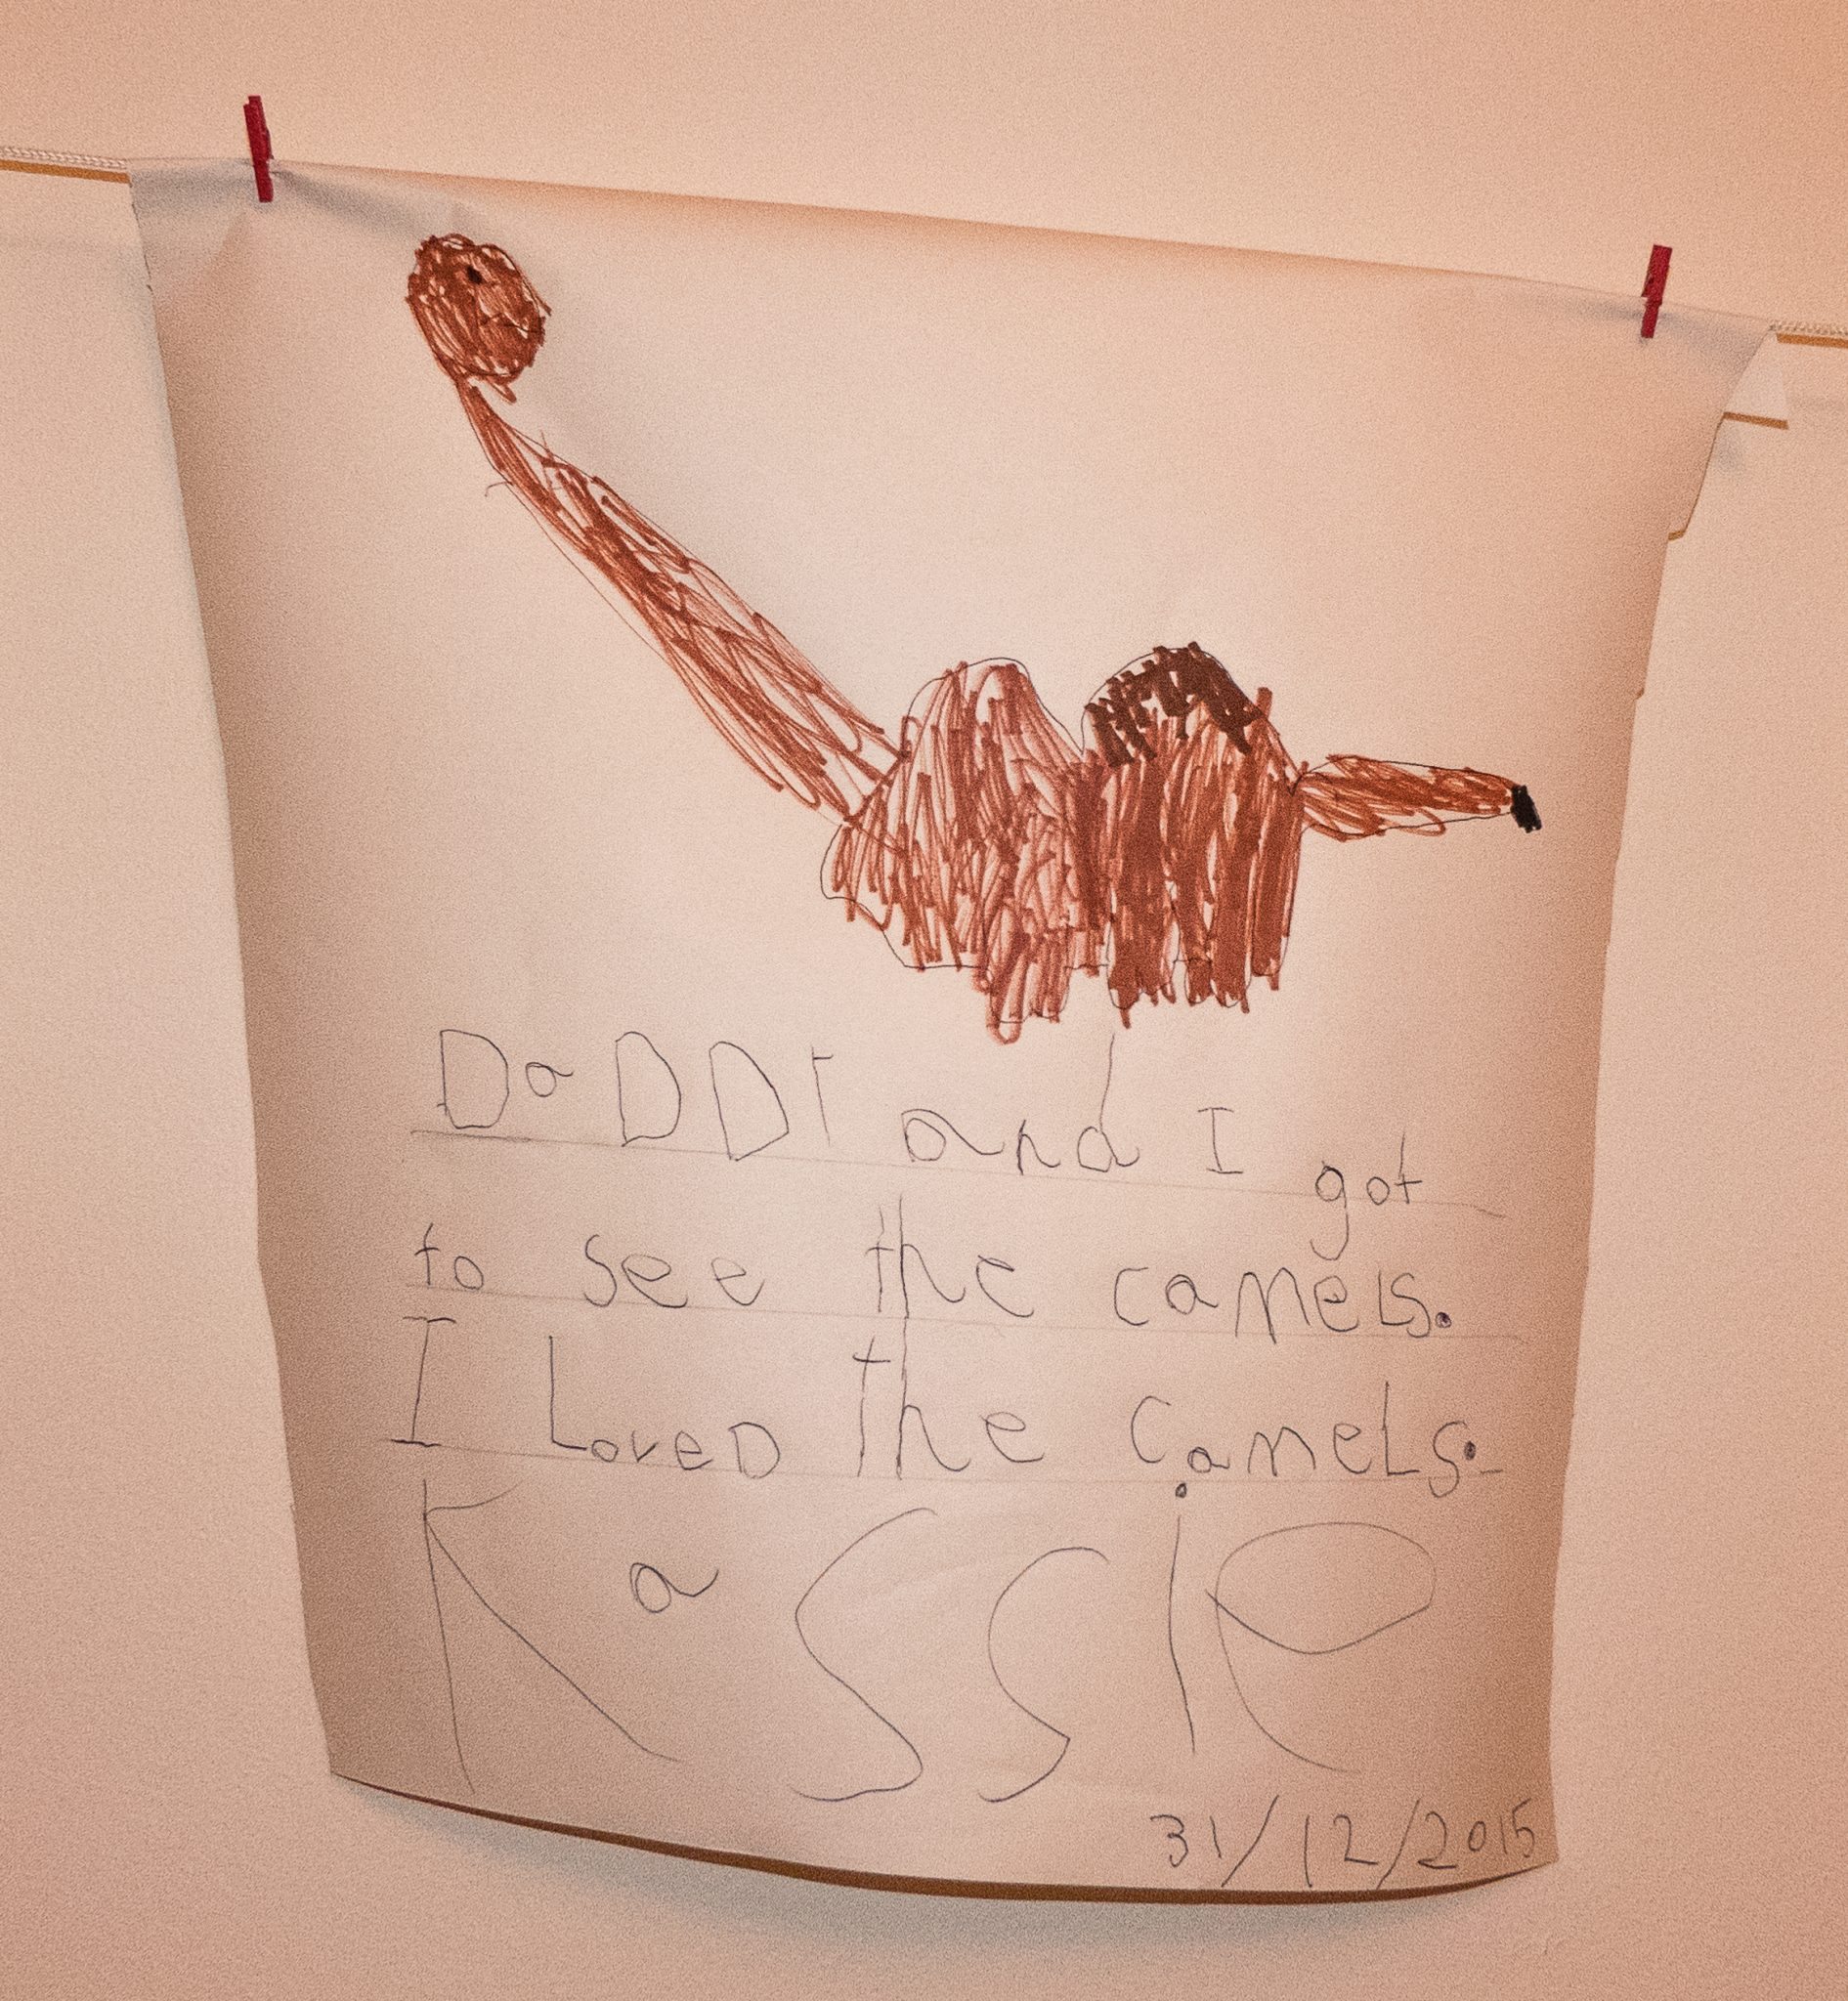 DaDDY and I got
to see the camels.
I LoveD the cameLs.
Kassie
31/12/2015